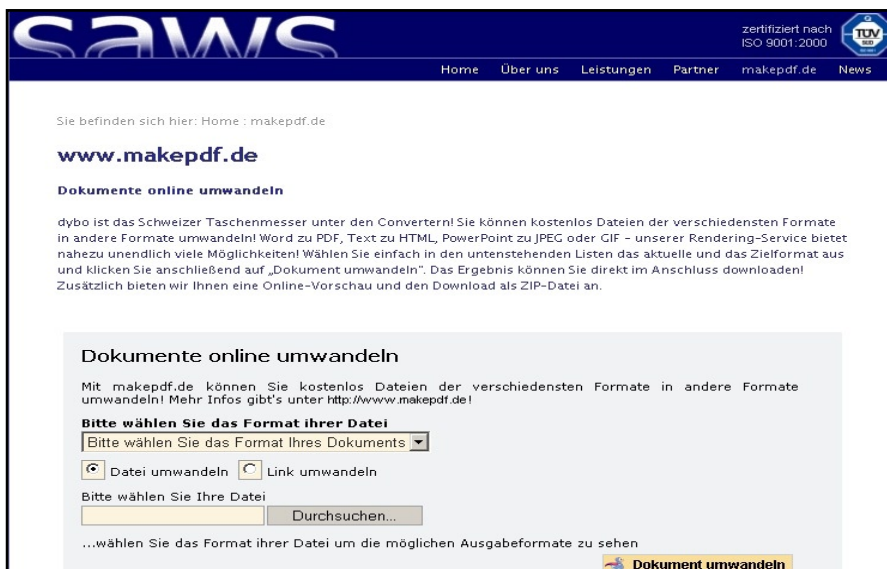 saws
zertifiziert nach
ISO 9001:2000
TÜV
SÜD
Home Über uns Leistungen Partner makepdf.de News
Sie befinden sich hier: Home : makepdf.de
www.makepdf.de
Dokumente online umwandeln
dybo ist das Schweizer Taschenmesser unter den Convertern! Sie können kostenlos Dateien der verschiedensten Formate
in andere Formate umwandeln! Word zu PDF, Text zu HTML, PowerPoint zu JPEG oder GIF – unserer Rendering-Service bietet
nahezu unendlich viele Möglichkeiten! Wählen Sie einfach in den untenstehenden Listen das aktuelle und das Zielformat aus
und klicken Sie anschließend auf „Dokument umwandeln“. Das Ergebnis können Sie direkt im Anschluss downloaden!
Zusätzlich bieten wir Ihnen eine Online-Vorschau und den Download als ZIP-Datei an.
Dokumente online umwandeln
Mit makepdf.de können Sie kostenlos Dateien der verschiedensten Formate in andere Formate
umwandeln! Mehr Infos gibt's unter http://www.makepdf.de!
Bitte wählen Sie das Format ihrer Datei
Bitte wählen Sie das Format Ihres Dokuments
Datei umwandeln Link umwandeln
Bitte wählen Sie Ihre Datei
Durchsuchen...
...wählen Sie das Format ihrer Datei um die möglichen Ausgabeformate zu sehen
Dokument umwandeln